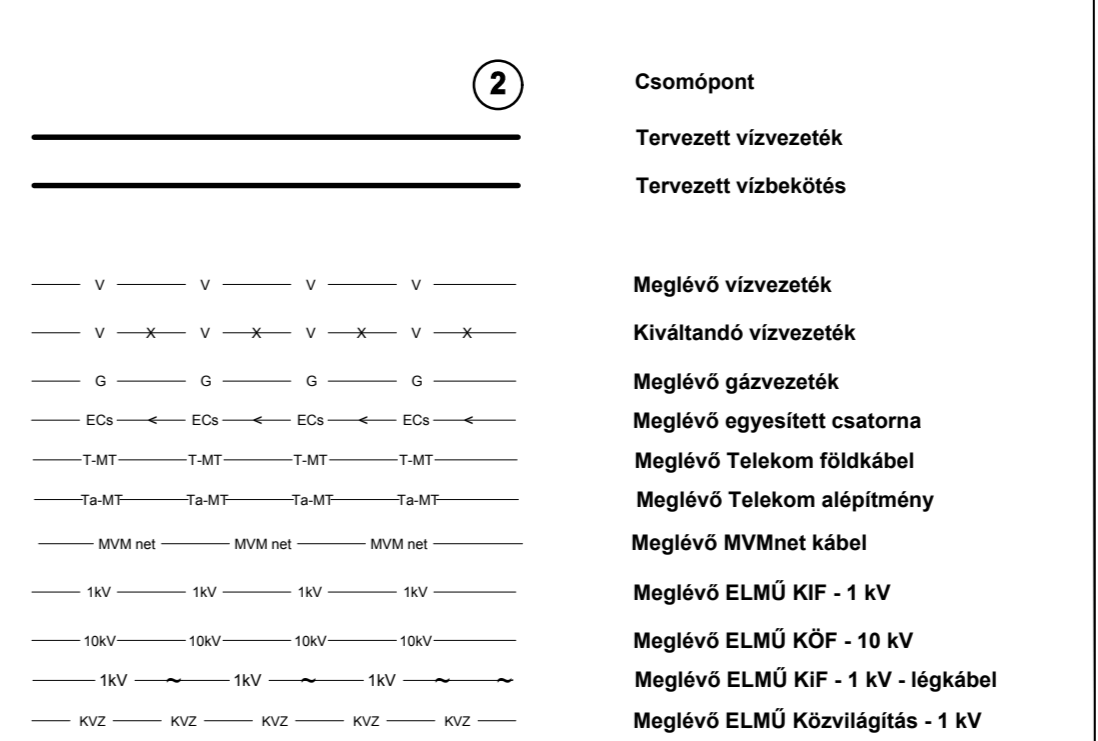 2 Csomópont
Tervezett vízvezeték
Tervezett vízbekötés
V V V V Meglévő vízvezeték
V X V X V X V X Kiváltandó vízvezeték
G G G G Meglévő gázvezeték
ECs ECs ECs ECs Meglévő egyesített csatorna
T-MT T-MT T-MT T-MT Meglévő Telekom földkábel
Ta-MT Ta-MT Ta-MT Ta-MT Meglévő Telekom alépítmény
MVM net MVM net MVM net Meglévő MVMnet kábel
1kV 1kV 1kV 1kV Meglévő ELMŰ KIF - 1 kV
10kV 10kV 10kV 10kV Meglévő ELMŰ KÖF - 10 kV
1kV ~ 1kV ~ 1kV ~ ~ Meglévő ELMŰ KiF - 1 kV - légkábel
KVZ KVZ KVZ KVZ KVZ Meglévő ELMŰ Közvilágítás - 1 kV